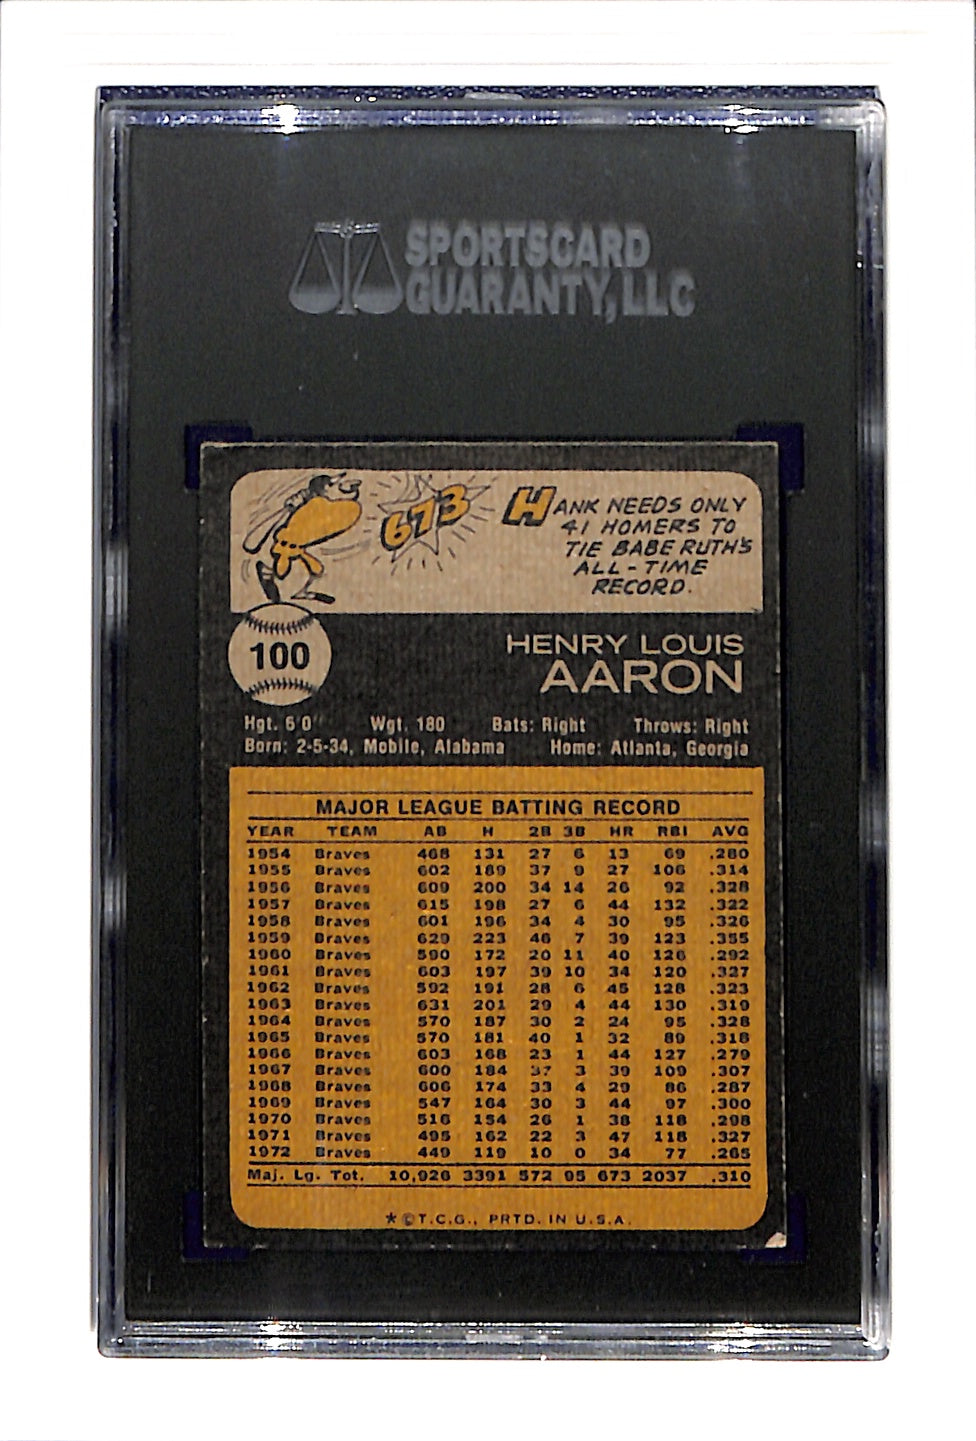 SPORTSCARD
GUARANTY, LLC
673
HANK NEEDS ONLY
41 HOMERS TO
TIE BABE RUTH'S
ALL-TIME
RECORD.
100
HENRY LOUIS
AARON
Hgt. 6'0" Wgt. 180 Bats: Right Throws: Right
Born: 2-5-34, Mobile, Alabama Home: Atlanta, Georgia
MAJOR LEAGUE BATTING RECORD
YEAR TEAM AB H 2B 3B HR RBI AVG
1954 Braves 468 131 27 6 13 69 .280
1955 Braves 602 189 37 9 27 106 .314
1956 Braves 609 200 34 14 26 92 .328
1957 Braves 615 198 27 6 44 132 .322
1958 Braves 601 196 34 4 30 95 .326
1959 Braves 629 223 46 7 39 123 .355
1960 Braves 590 172 20 11 40 126 .292
1961 Braves 603 197 39 10 34 120 .327
1962 Braves 592 191 28 6 45 128 .323
1963 Braves 631 201 29 4 44 130 .319
1964 Braves 570 187 30 2 24 95 .328
1965 Braves 570 181 40 1 32 89 .318
1966 Braves 603 168 23 1 44 127 .279
1967 Braves 600 184 37 3 39 109 .307
1968 Braves 606 174 33 4 29 86 .287
1969 Braves 547 164 30 3 44 97 .300
1970 Braves 516 154 26 1 38 118 .298
1971 Braves 495 162 22 3 47 118 .327
1972 Braves 449 119 10 0 34 77 .265
Maj. Lg. Tot. 10,926 3391 572 95 673 2037 .310
*©T.C.G., PRTD. IN U.S.A.